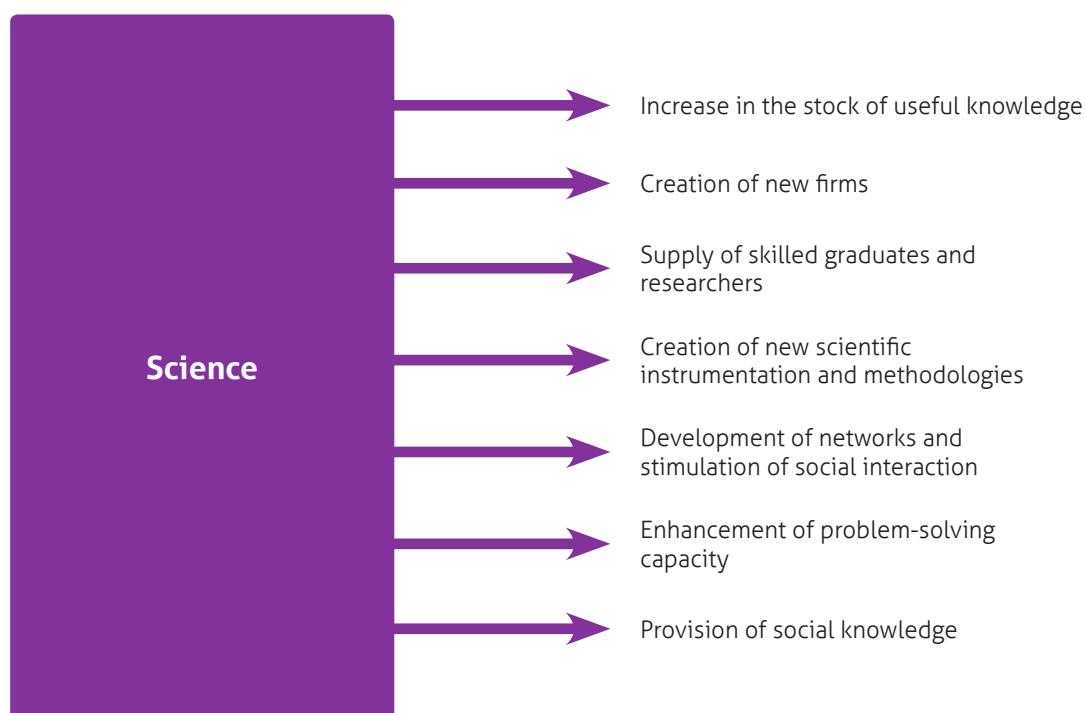 Increase in the stock of useful knowledge
Creation of new firms
Supply of skilled graduates and
researchers
Science
Creation of new scientific
instrumentation and methodologies
Development of networks and
stimulation of social interaction
Enhancement of problem-solving
capacity
Provision of social knowledge